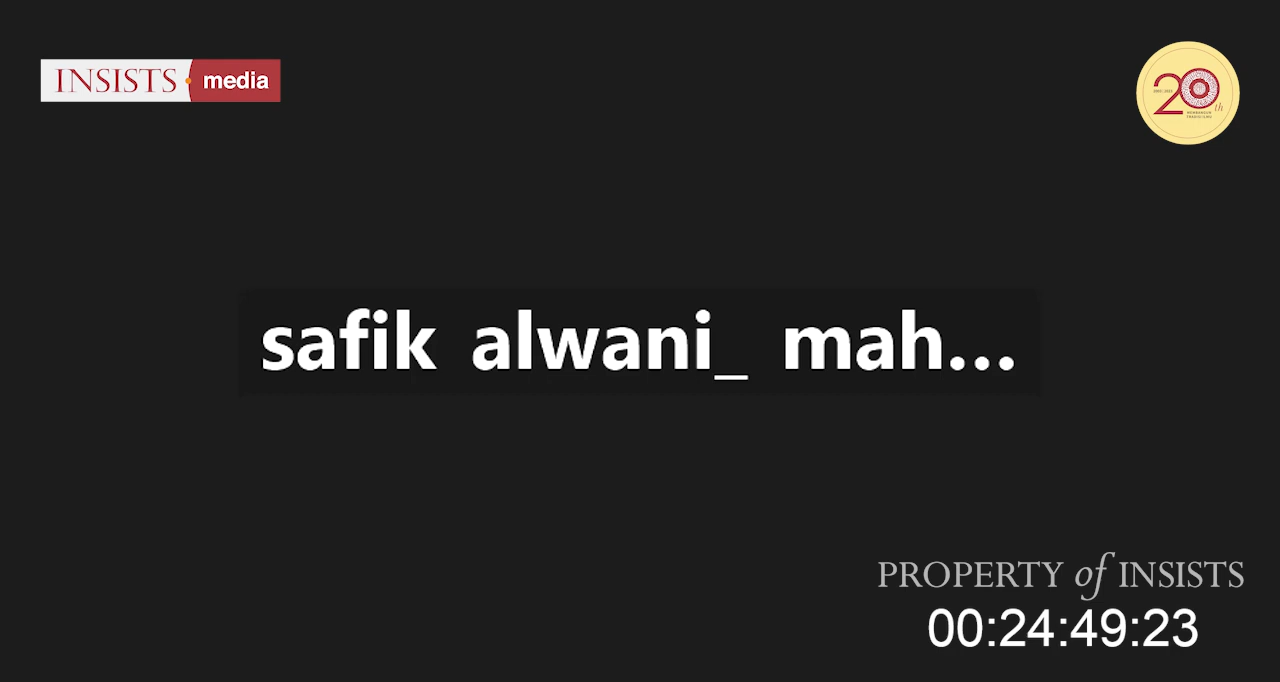 INSISTS media
20th
safik alwani_ mah...
PROPERTY of INSISTS
00:24:49:23